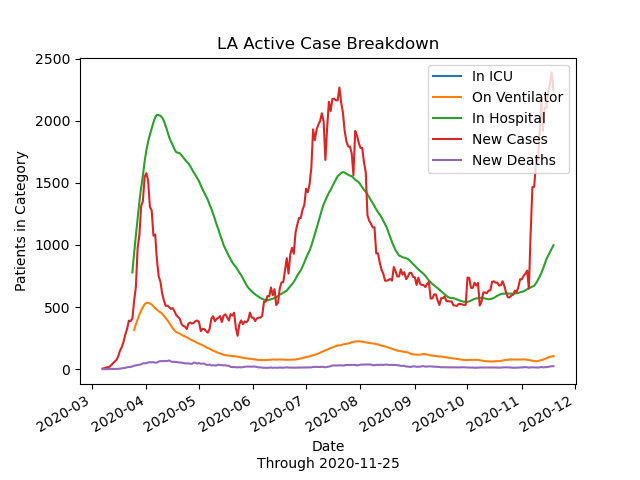 LA Active Case Breakdown
2500
2000
1500
1000
500
0
Patients in Category
In ICU
On Ventilator
In Hospital
New Cases
New Deaths
2020-03
2020-04
2020-05
2020-06
2020-07
2020-08
2020-09
2020-10
2020-11
2020-12
Date
Through 2020-11-25